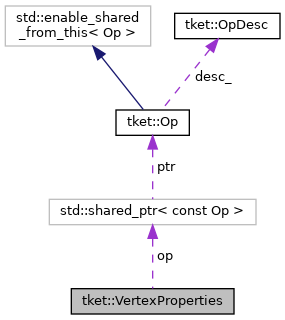 std::enable_shared
_from_this< Op >
tket::OpDesc
desc_
tket::Op
ptr
std::shared_ptr< const Op >
op
tket::VertexProperties